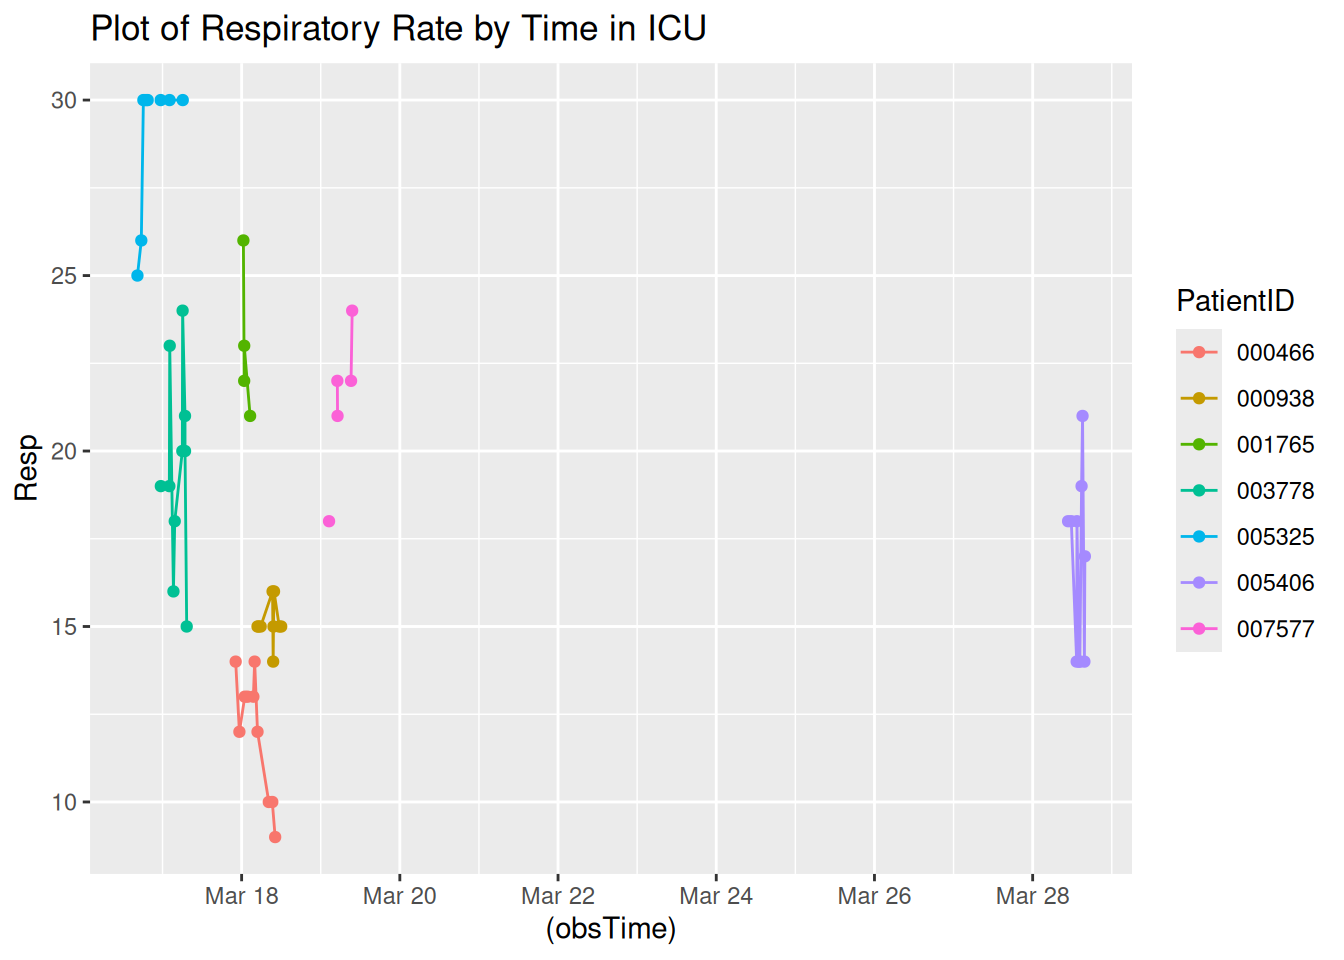 Plot of Respiratory Rate by Time in ICU
Resp
30
25
20
15
10
Mar 18 Mar 20 Mar 22 Mar 24 Mar 26 Mar 28
(obsTime)
PatientID
000466
000938
001765
003778
005325
005406
007577